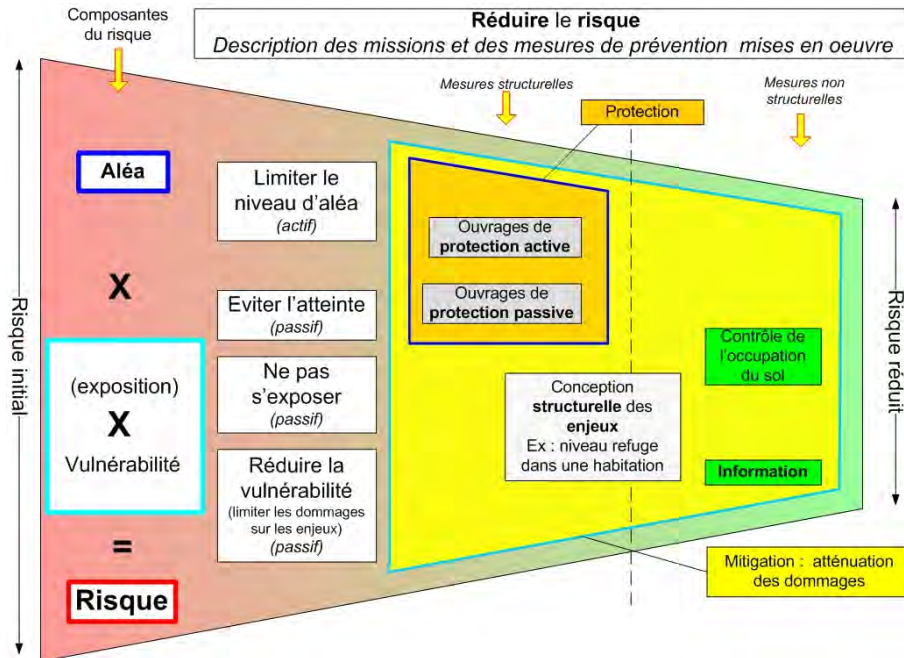 Composantes
du risque
Réduire le risque
Description des missions et des mesures de prévention mises en oeuvre
Mesures structurelles
Mesures non
structurelles
Protection
Aléa
Limiter le
niveau d'aléa
(actif)
Ouvrages de
protection active
X
Eviter l'atteinte
(passif)
Ouvrages de
protection passive
Risque initial
Risque réduit
(exposition)
X
Vulnérabilité
Ne pas
s'exposer
(passif)
Contrôle de
l'occupation
du sol
Conception
structurelle des
enjeux
Ex : niveau refuge
dans une habitation
Réduire la
vulnérabilité
(limiter les dommages
sur les enjeux)
(passif)
Information
=
Risque
Mitigation : atténuation
des dommages